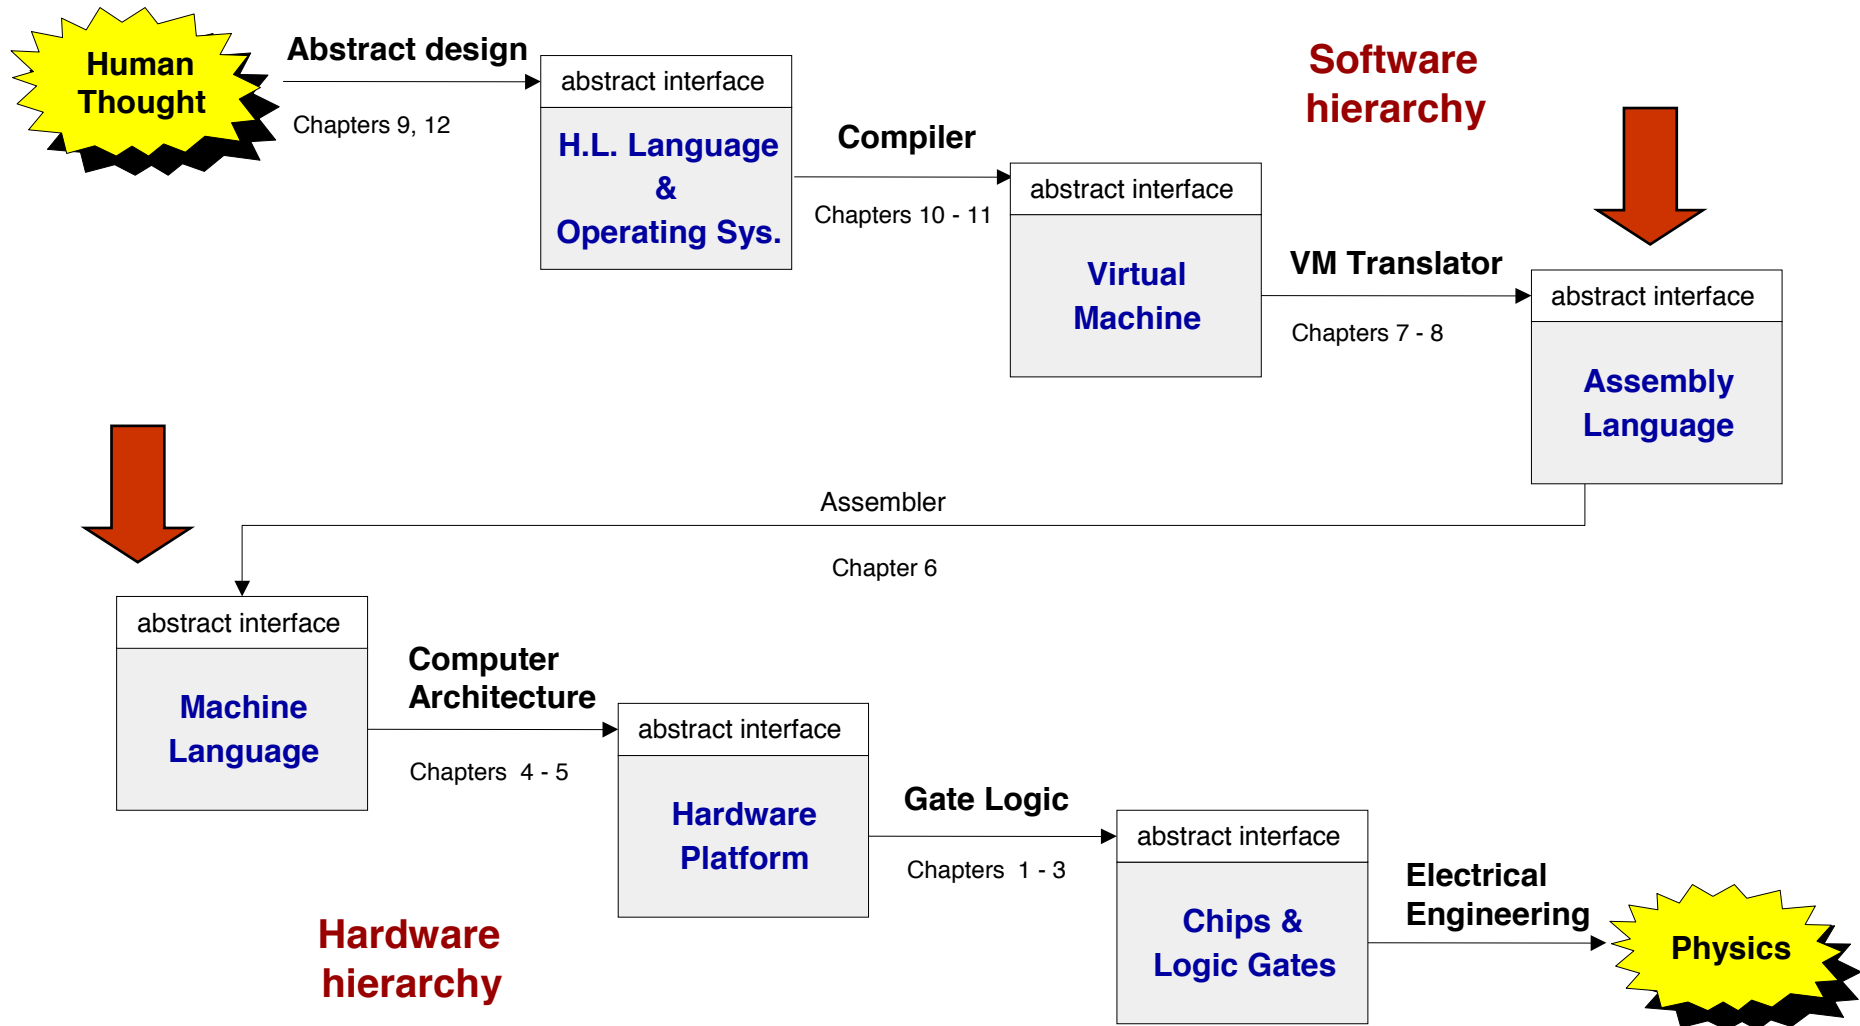 Human
Thought
Abstract design
Chapters 9, 12
abstract interface
H.L. Language
&
Operating Sys.
Compiler
Chapters 10 - 11
abstract interface
Virtual
Machine
Software
hierarchy
VM Translator
Chapters 7 - 8
abstract interface
Assembly
Language
Assembler
Chapter 6
abstract interface
Machine
Language
Computer
Architecture
Chapters 4 - 5
abstract interface
Hardware
Platform
Gate Logic
Chapters 1 - 3
abstract interface
Chips &
Logic Gates
Electrical
Engineering
Physics
Hardware
hierarchy